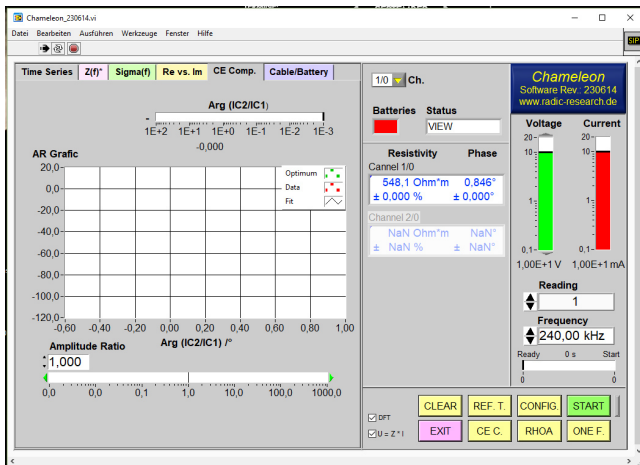 Chameleon_230614.vi
Datei Bearbeiten Ausführen Werkzeuge Fenster Hilfe
SIP
Time Series Z(f)* Sigma(f) Re vs. Im CE Comp. Cable/Battery
Arg (IC2/IC1)
1E+2 1E+1 1E+0 1E-1 1E-2 1E-3
-0,000
AR Grafic
20,0
0,0
-20,0
-40,0
-60,0
-80,0
-100,0
-120,0
Optimum
Data
Fit
-0,60 -0,40 -0,20 0,00 0,20 0,40 0,60 0,80 1,00
Arg (IC2/IC1) /°
Amplitude Ratio
1,000
0,0 0,0 0,1 1,0 10,0 100,0 1000,0
1/0 Ch.
Batteries Status
VIEW
Resistivity Phase
Cannel 1/0
548,1 Ohm*m 0,846°
± 0,000 % ± 0,000°
Channel 2/0
NaN Ohm*m NaN°
± NaN % ± NaN°
Chameleon
Software Rev.: 230614
www.radic-research.de
Voltage Current
20 20
10 10
1 1
0,1 0,1
1,00E+1 V 1,00E+1 mA
Reading
1
Frequency
240,00 kHz
Ready 0 s Start
0 0
DFT
U = Z * I
CLEAR REF. T. CONFIG. START
EXIT CE C. RHOA ONE F.